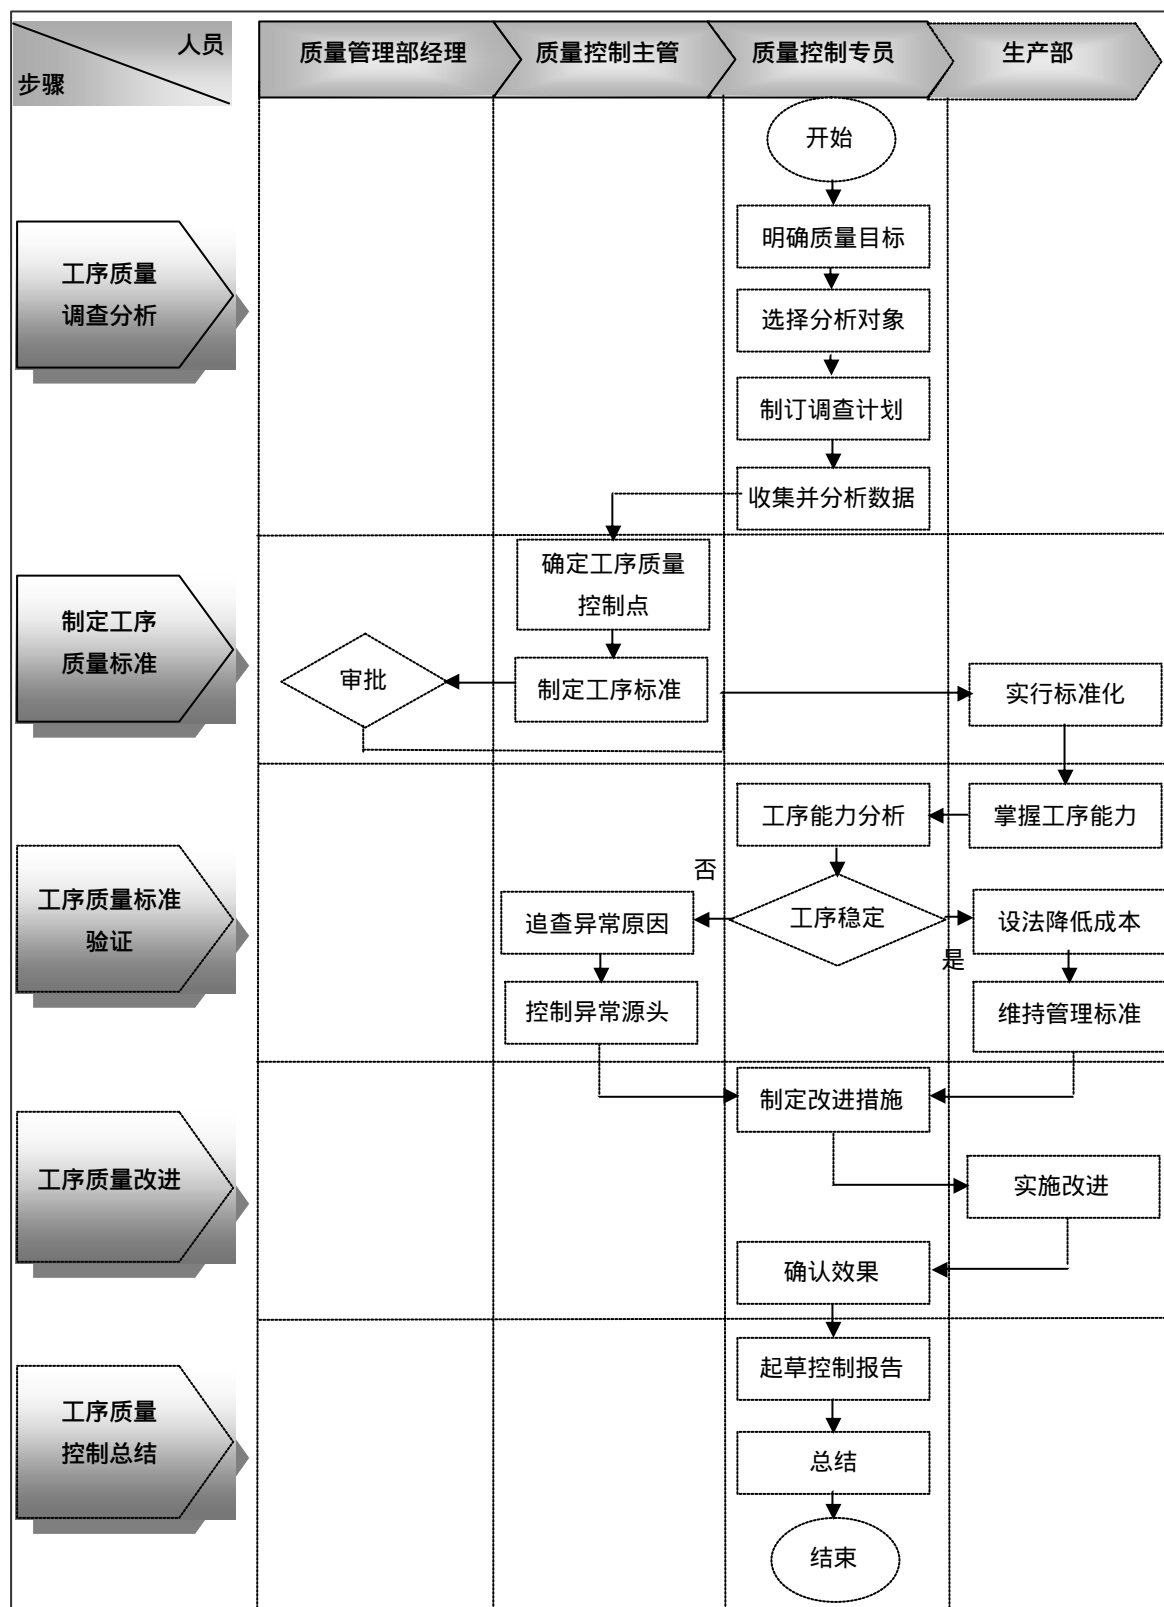 人员
步骤
质量管理部经理
质量控制主管
质量控制专员
生产部
开始
明确质量目标
工序质量
调查分析
选择分析对象
制订调查计划
收集并分析数据
确定工序质量
控制点
制定工序
质量标准
审批
制定工序标准
实行标准化
工序能力分析
掌握工序能力
否
工序质量标准
验证
追查异常原因
工序稳定
设法降低成本
是
控制异常源头
维持管理标准
制定改进措施
工序质量改进
实施改进
确认效果
起草控制报告
工序质量
控制总结
总结
结束